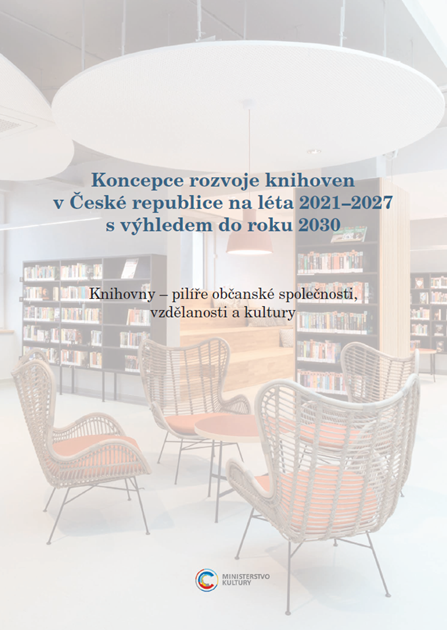 Koncepce rozvoje knihoven
v České republice na léta 2021–2027
s výhledem do roku 2030
Knihovny – pilíře občanské společnosti,
vzdělanosti a kultury
MINISTERSTVO
KULTURY